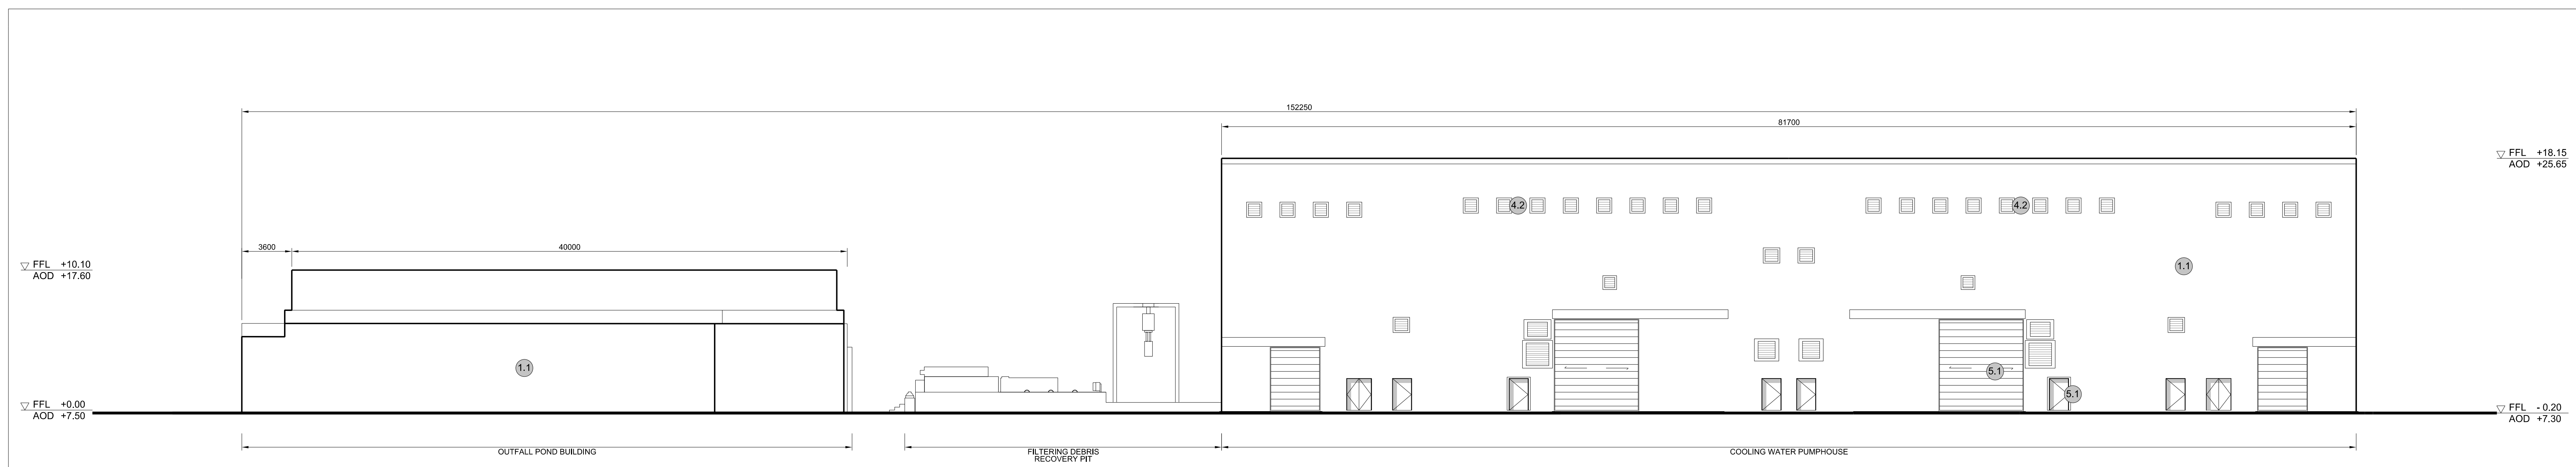 152250
81700
FFL +18.15
AOD +25.65
4.2
4.2
3600
40000
FFL +10.10
AOD +17.60
1.1
1.1
5.1
5.1
FFL +0.00
AOD +7.50
FFL - 0.20
AOD +7.30
OUTFALL POND BUILDING
FILTERING DEBRIS
RECOVERY PIT
COOLING WATER PUMPHOUSE